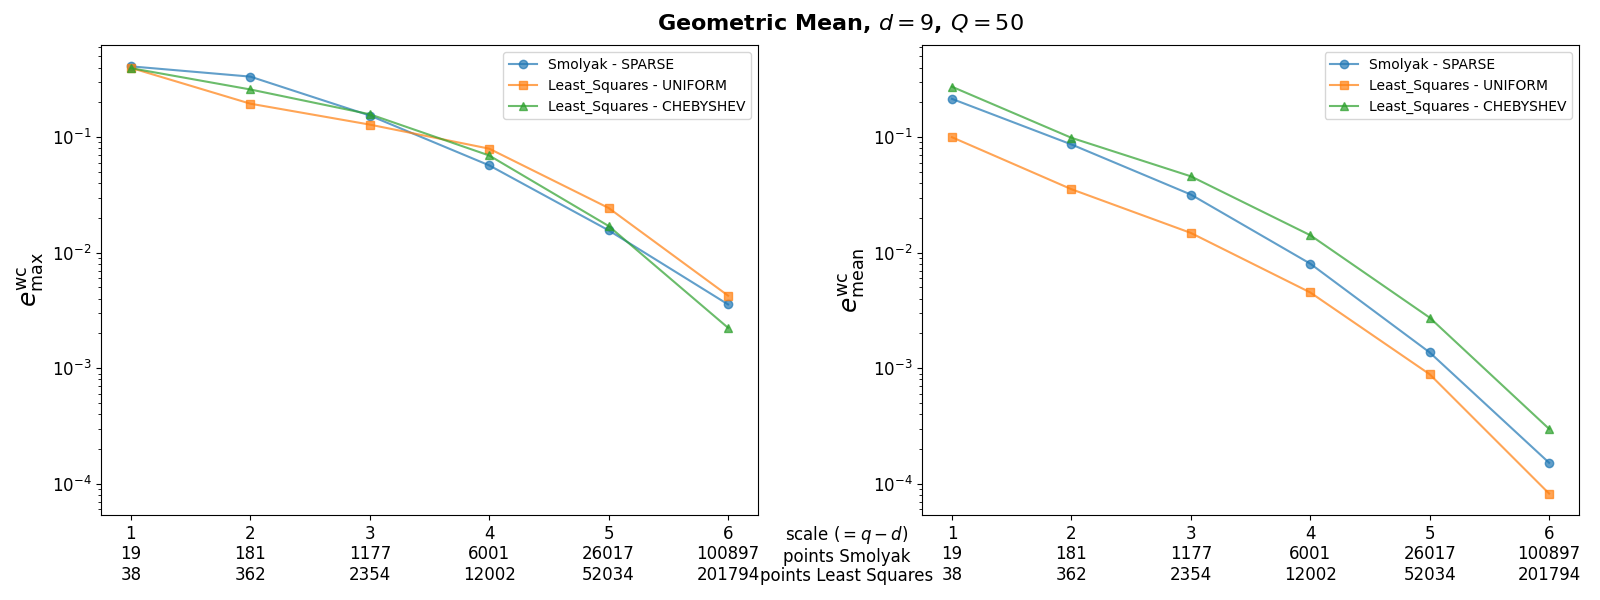 Geometric Mean, d = 9, Q = 50
Smolyak - SPARSE
Least_Squares - UNIFORM
Least_Squares - CHEBYSHEV
10⁻¹
10⁻²
10⁻³
10⁻⁴
e^wc_max
1 2 3 4 5 6
19 181 1177 6001 26017 100897
38 362 2354 12002 52034 201794
scale (= q − d)
points Smolyak
points Least Squares
Smolyak - SPARSE
Least_Squares - UNIFORM
Least_Squares - CHEBYSHEV
10⁻¹
10⁻²
10⁻³
10⁻⁴
e^wc_mean
1 2 3 4 5 6
19 181 1177 6001 26017 100897
38 362 2354 12002 52034 201794